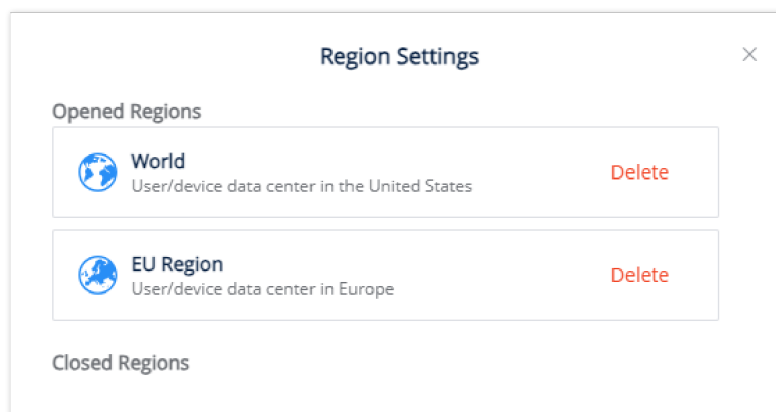 Region Settings
Opened Regions
World
User/device data center in the United States
Delete
EU Region
User/device data center in Europe
Delete
Closed Regions